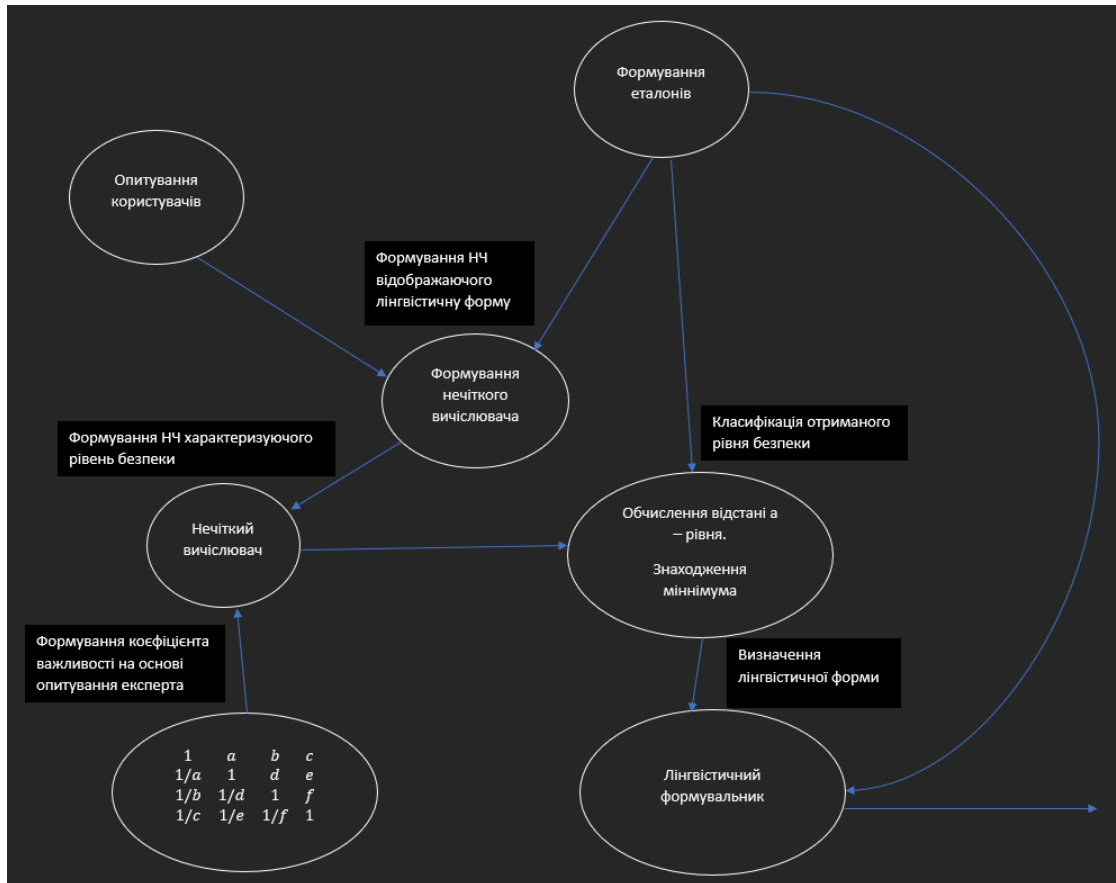 Формування
еталонів
Опитування
користувачів
Формування НЧ
відображаючого
лінгвістичну форму
Формування
нечіткого
вичіслювача
Формування НЧ характеризуючого
рівень безпеки
Класифікація отриманого
рівня безпеки
Нечіткий
вичіслювач
Обчислення відстані а
– рівня.
Знаходження
міннімума
Формування коєфіцієнта
важливості на основі
опитування експерта
Визначення
лінгвістичної форми
1 a b c
1/a 1 d e
1/b 1/d 1 f
1/c 1/e 1/f 1
Лінгвістичний
формувальник